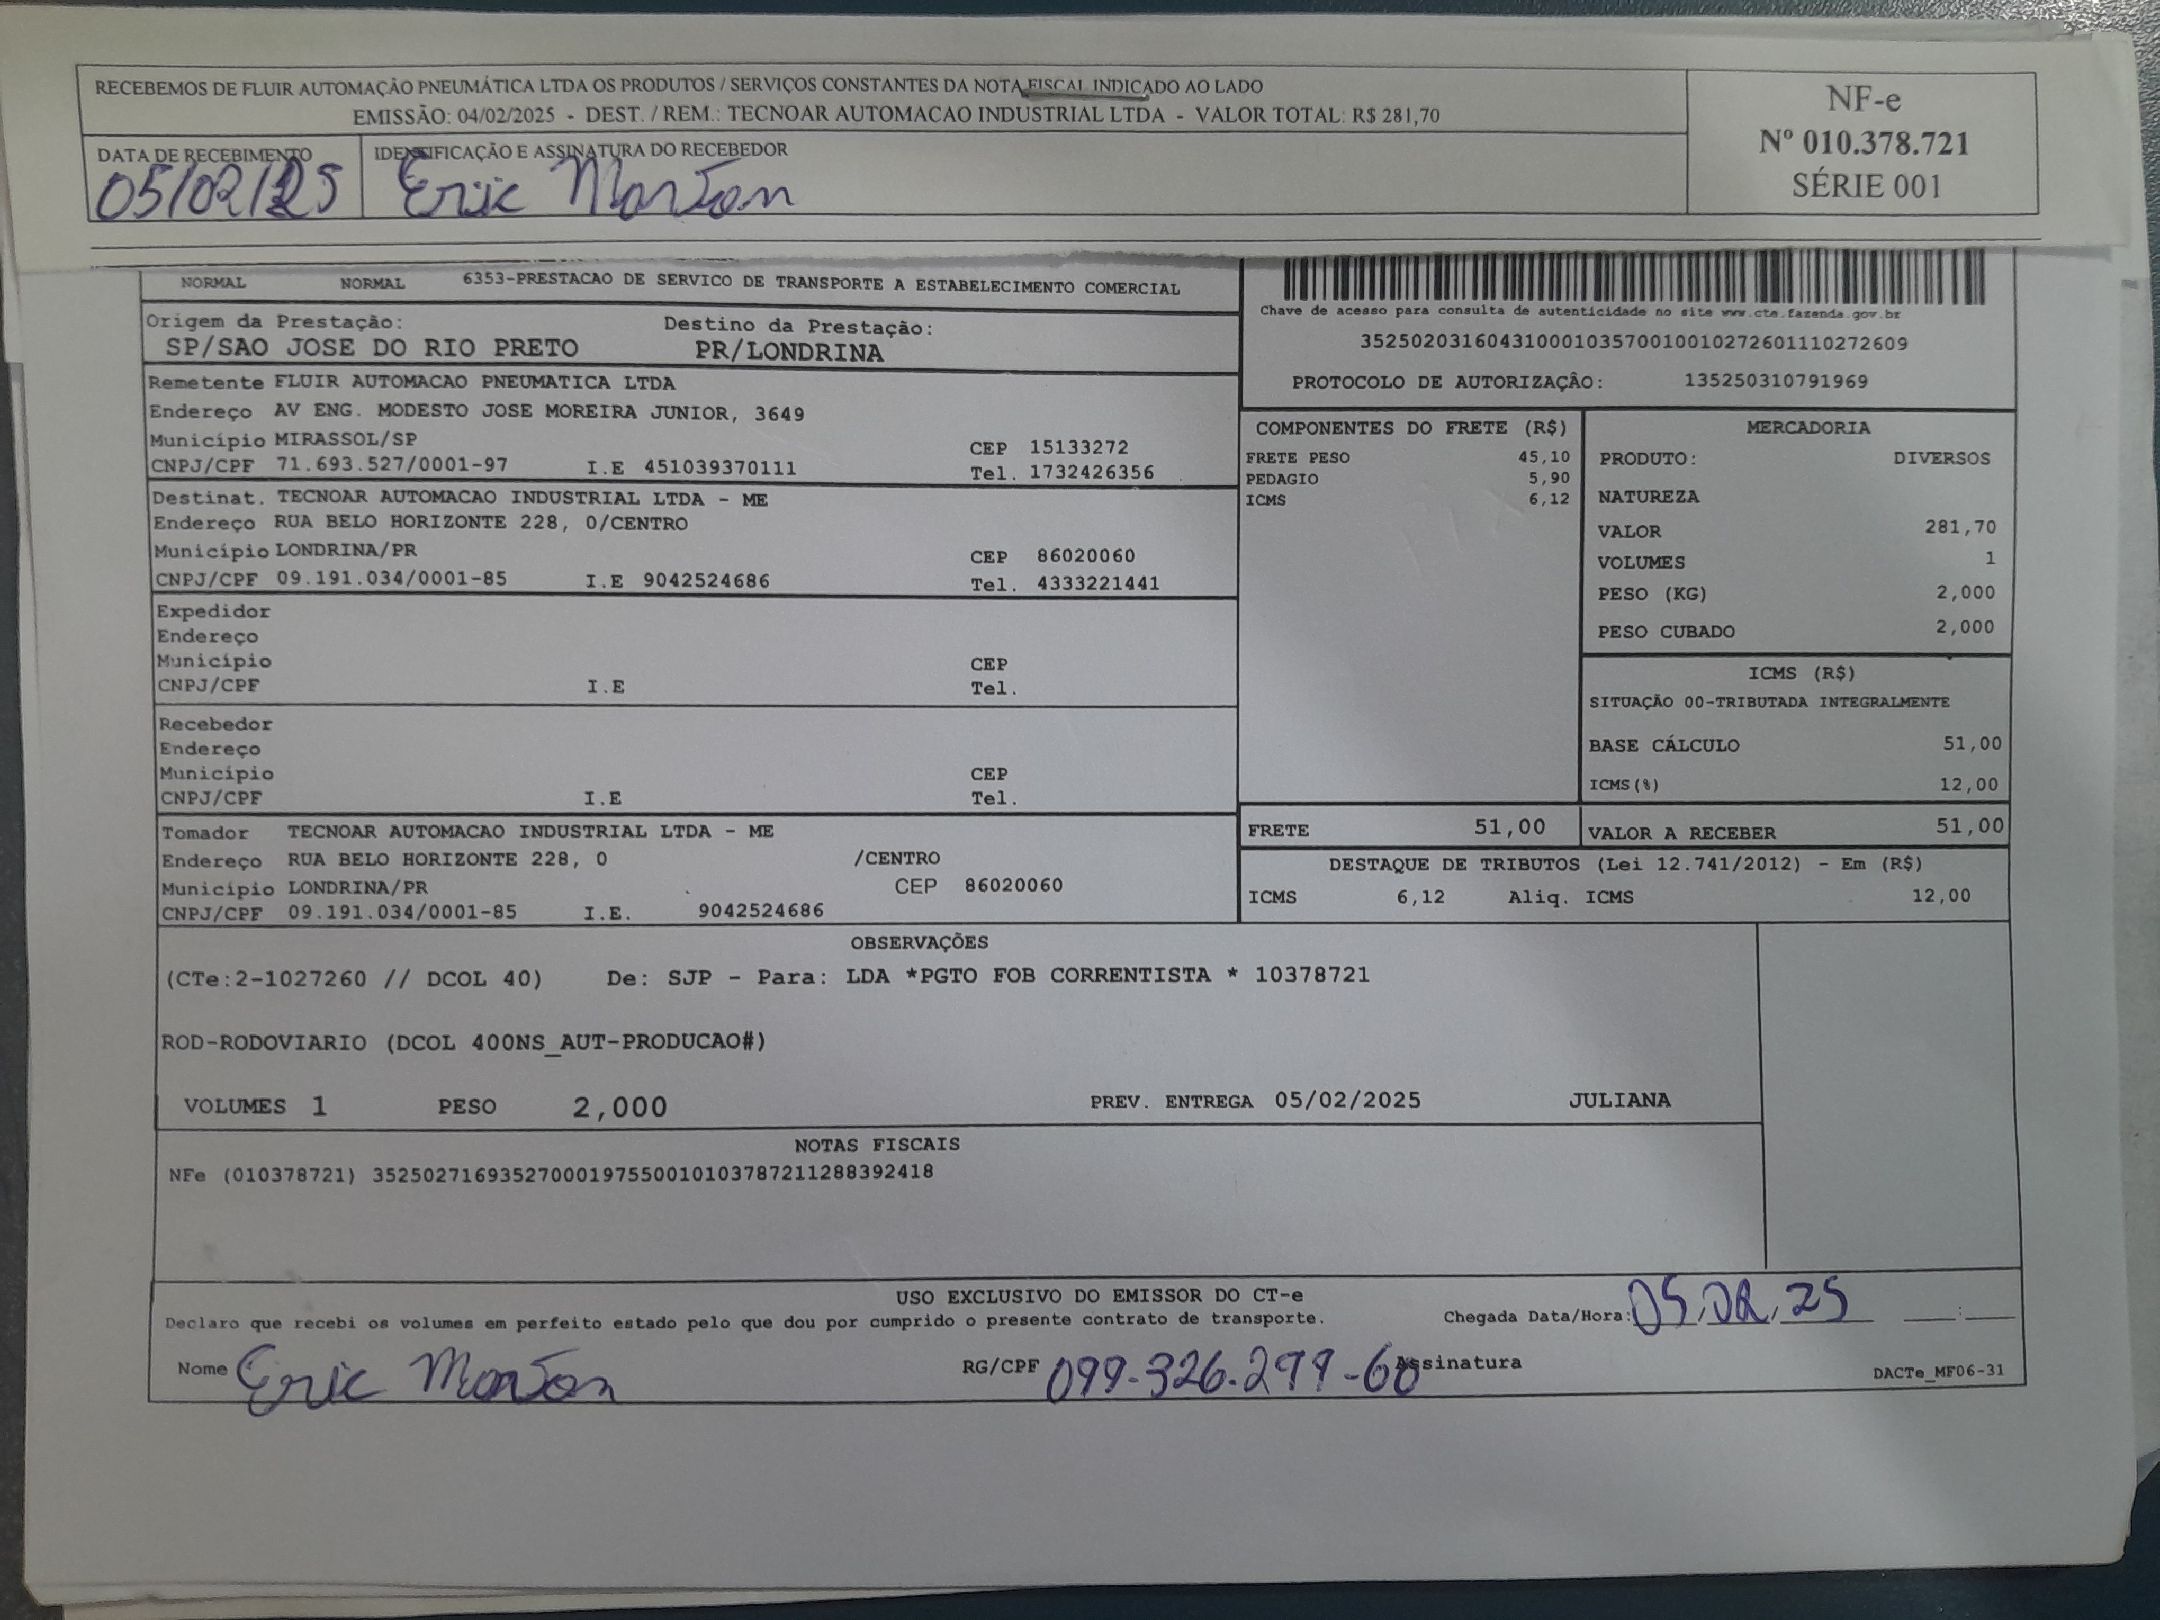 RECEBEMOS DE FLUIR AUTOMAÇÃO PNEUMÁTICA LTDA OS PRODUTOS / SERVIÇOS CONSTANTES DA NOTA FISCAL INDICADO AO LADO
EMISSÃO: 04/02/2025 - DEST. / REM.: TECNOAR AUTOMACAO INDUSTRIAL LTDA - VALOR TOTAL: R$ 281,70
NF-e
Nº 010.378.721
SÉRIE 001
DATA DE RECEBIMENTO
05/02/25
IDENTIFICAÇÃO E ASSINATURA DO RECEBEDOR
Eric
NORMAL NORMAL 6353-PRESTACAO DE SERVICO DE TRANSPORTE A ESTABELECIMENTO COMERCIAL
Origem da Prestação: Destino da Prestação:
SP/SAO JOSE DO RIO PRETO PR/LONDRINA
Chave de acesso para consulta de autenticidade no site www.cte.fazenda.gov.br
35250203160431000103570010010272601110272609
PROTOCOLO DE AUTORIZAÇÃO: 135250310791969
Remetente FLUIR AUTOMACAO PNEUMATICA LTDA
Endereço AV ENG. MODESTO JOSE MOREIRA JUNIOR, 3649
Município MIRASSOL/SP CEP 15133272
CNPJ/CPF 71.693.527/0001-97 I.E 451039370111 Tel. 1732426356
Destinat. TECNOAR AUTOMACAO INDUSTRIAL LTDA - ME
Endereço RUA BELO HORIZONTE 228, 0/CENTRO
Município LONDRINA/PR CEP 86020060
CNPJ/CPF 09.191.034/0001-85 I.E 9042524686 Tel. 4333221441
Expedidor
Endereço
Município CEP
CNPJ/CPF I.E Tel.
Recebedor
Endereço
Município CEP
CNPJ/CPF I.E Tel.
Tomador TECNOAR AUTOMACAO INDUSTRIAL LTDA - ME
Endereço RUA BELO HORIZONTE 228, 0 /CENTRO
Município LONDRINA/PR CEP 86020060
CNPJ/CPF 09.191.034/0001-85 I.E. 9042524686
COMPONENTES DO FRETE (R$)
FRETE PESO 45,10
PEDAGIO 5,90
ICMS 6,12
MERCADORIA
PRODUTO: DIVERSOS
NATUREZA
VALOR 281,70
VOLUMES 1
PESO (KG) 2,000
PESO CUBADO 2,000
ICMS (R$)
SITUAÇÃO 00-TRIBUTADA INTEGRALMENTE
BASE CÁLCULO 51,00
ICMS(%) 12,00
FRETE 51,00 VALOR A RECEBER 51,00
DESTAQUE DE TRIBUTOS (Lei 12.741/2012) - Em (R$)
ICMS 6,12 Aliq. ICMS 12,00
OBSERVAÇÕES
(CTe:2-1027260 // DCOL 40) De: SJP - Para: LDA *PGTO FOB CORRENTISTA * 10378721
ROD-RODOVIARIO (DCOL 400NS_AUT-PRODUCAO#)
VOLUMES 1 PESO 2,000 PREV. ENTREGA 05/02/2025 JULIANA
NOTAS FISCAIS
NFe (010378721) 35250271693527000197550010103787211288392418
USO EXCLUSIVO DO EMISSOR DO CT-e
Declaro que recebi os volumes em perfeito estado pelo que dou por cumprido o presente contrato de transporte. Chegada Data/Hora: 05.02.25 __:__
Nome Eric RG/CPF 099-326.299-60 Assinatura DACTe_MF06-31